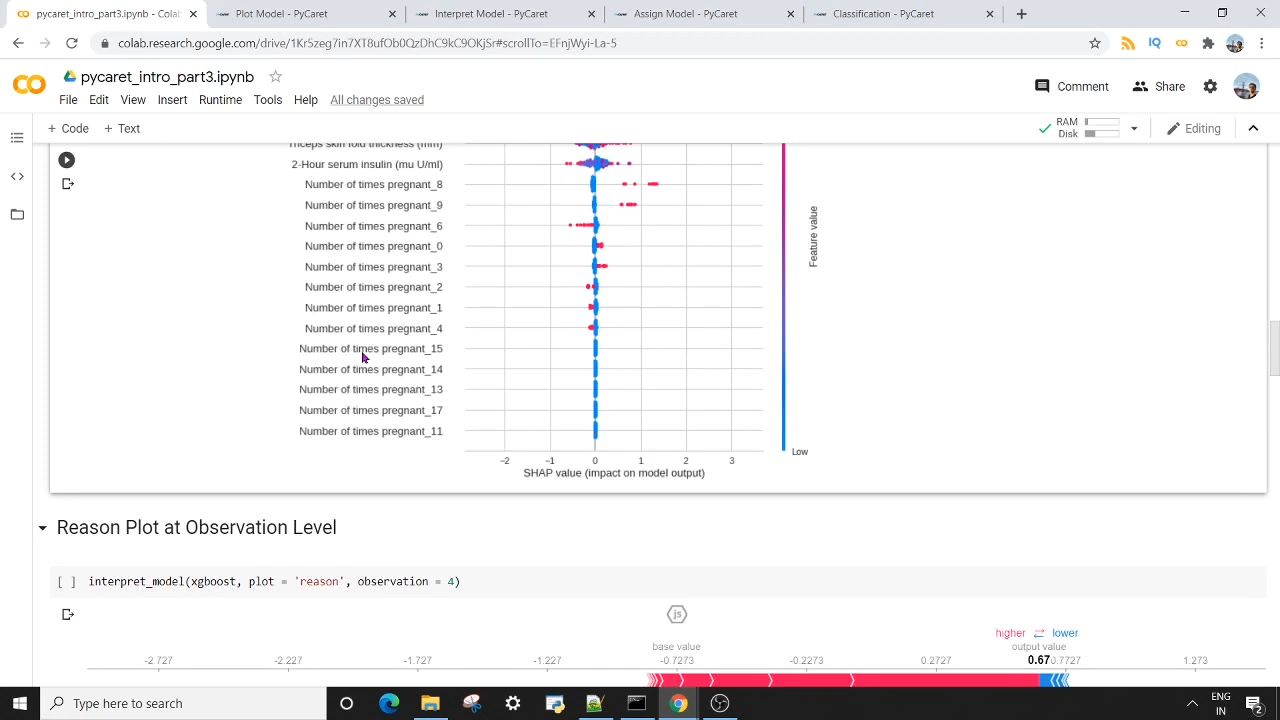 pycaret_intro_part3.ipynb - Colab
Plot Model - PyCaret
Interpret Model - PyCaret
Assign Model - PyCaret
Classification - PyCaret
colab.research.google.com/drive/1Kr5zeg7in7XT8ufOb0QzDhC9kC9OKjSr#scrollTo=EFnjWyi-La-5
pycaret_intro_part3.ipynb
Comment
Share
File Edit View Insert Runtime Tools Help All changes saved
+ Code + Text
RAM
Disk
Editing
Triceps skin fold thickness (mm)
2-Hour serum insulin (mu U/ml)
Number of times pregnant_8
Number of times pregnant_9
Number of times pregnant_6
Number of times pregnant_0
Number of times pregnant_3
Number of times pregnant_2
Number of times pregnant_1
Number of times pregnant_4
Number of times pregnant_15
Number of times pregnant_14
Number of times pregnant_13
Number of times pregnant_17
Number of times pregnant_11
Feature value
Low
−2 −1 0 1 2 3
SHAP value (impact on model output)
Reason Plot at Observation Level
[ ] interpret_model(xgboost, plot = 'reason', observation = 4)
js
higher ⇄ lower
base value output value
-2.727 -2.227 -1.727 -1.227 -0.7273 -0.2273 0.2727 0.67 0.7727 1.273
Type here to search
ENG
IN
2